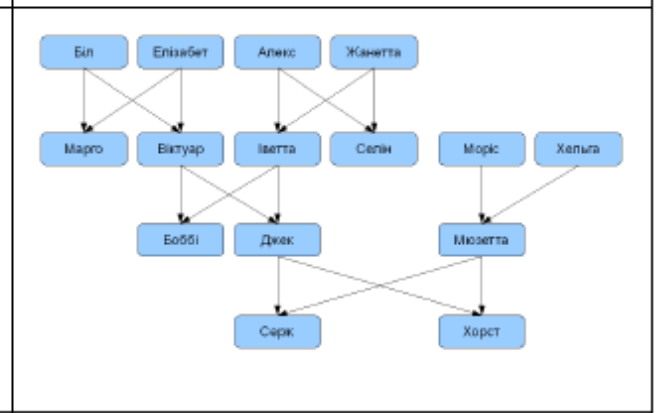 Біл Елізабет Алекс Жанетта
Марго Віктуар Іветта Селін Моріс Хельга
Боббі Джек Мюзетта
Серж Хорст